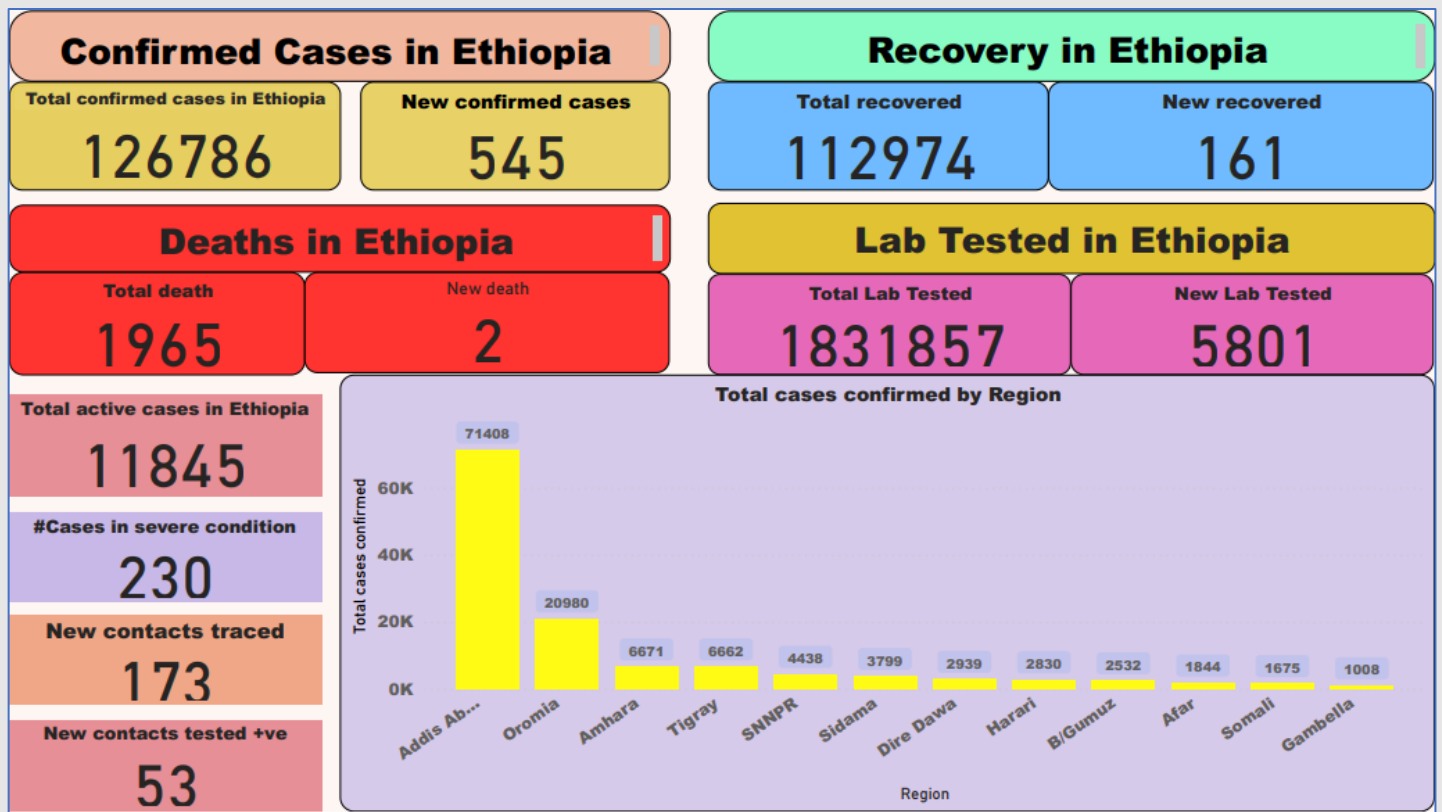 Confirmed Cases in Ethiopia
Total confirmed cases in Ethiopia
126786
New confirmed cases
545
Recovery in Ethiopia
Total recovered
112974
New recovered
161
Deaths in Ethiopia
Total death
1965
New death
2
Lab Tested in Ethiopia
Total Lab Tested
1831857
New Lab Tested
5801
Total active cases in Ethiopia
11845
#Cases in severe condition
230
New contacts traced
173
New contacts tested +ve
53
Total cases confirmed by Region
Total cases confirmed
60K
40K
20K
0K
71408
20980
6671
6662
4438
3799
2939
2830
2532
1844
1675
1008
Addis Ab...
Oromia
Amhara
Tigray
SNNPR
Sidama
Dire Dawa
Harari
B/Gumuz
Afar
Somali
Gambella
Region